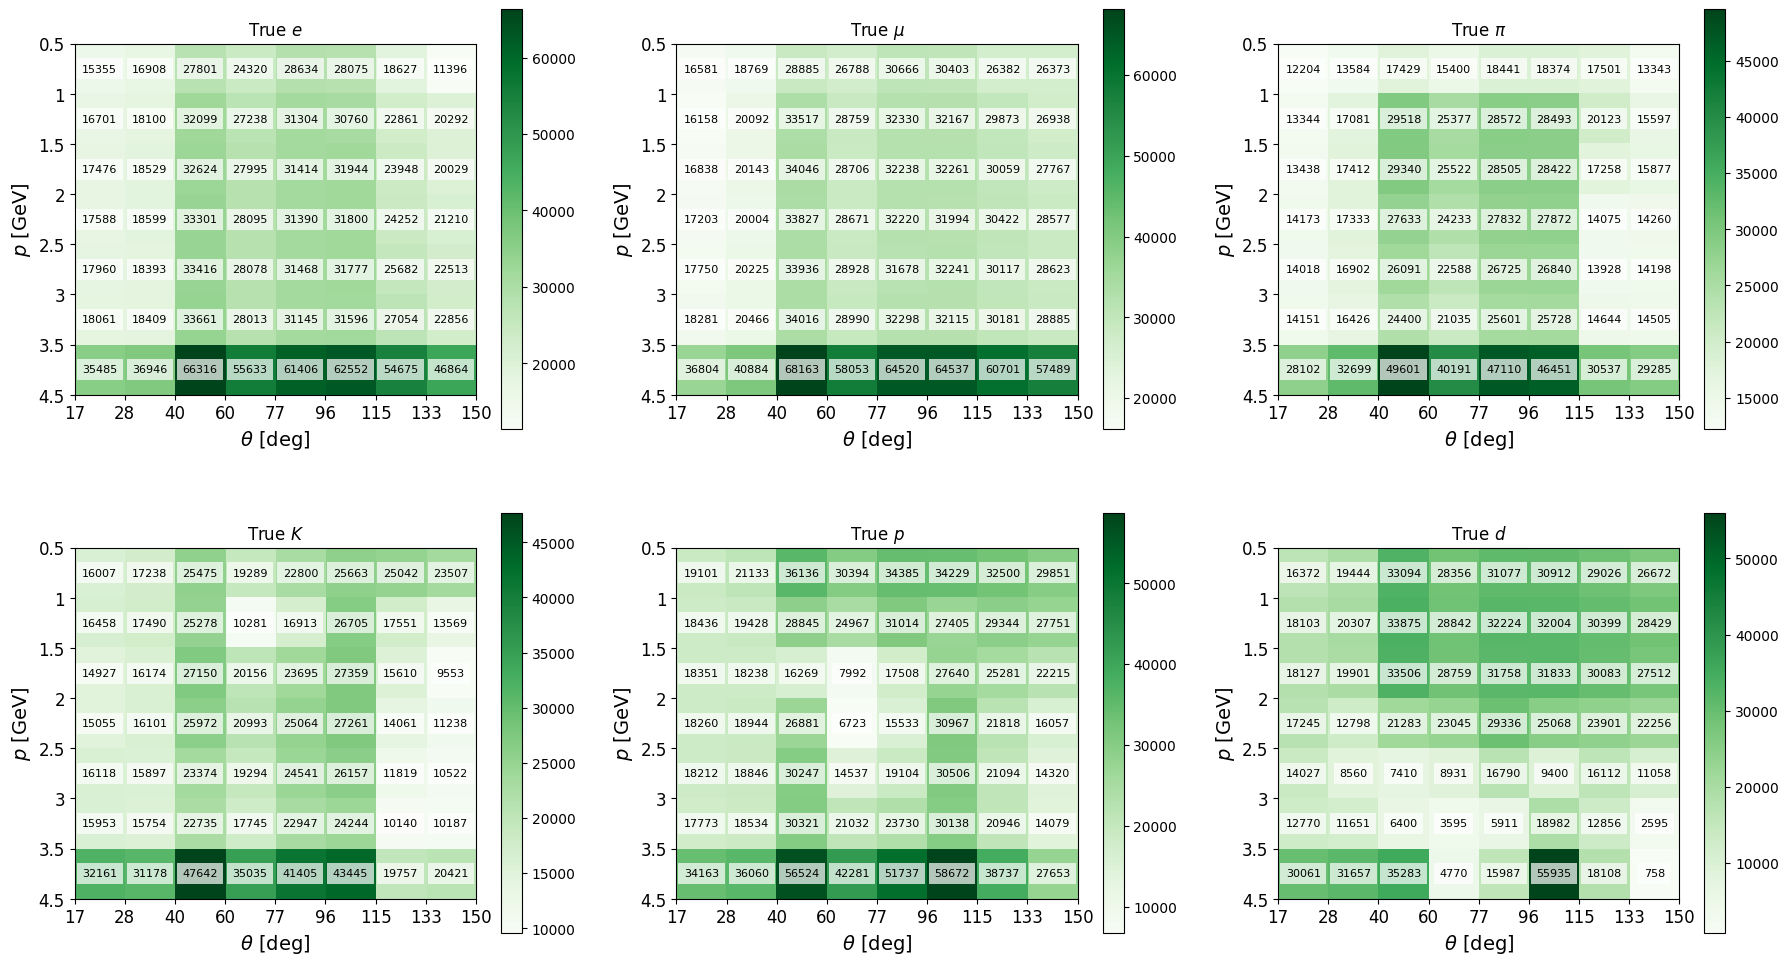 True e
0.5
15355 16908 27801 24320 28634 28075 18627 11396
1
16701 18100 32099 27238 31304 30760 22861 20292
1.5
17476 18529 32624 27995 31414 31944 23948 20029
2
17588 18599 33301 28095 31390 31800 24252 21210
2.5
17960 18393 33416 28078 31468 31777 25682 22513
3
18061 18409 33661 28013 31145 31596 27054 22856
3.5
35485 36946 66316 55633 61406 62552 54675 46864
4.5
17 28 40 60 77 96 115 133 150
p [GeV]
θ [deg]
60000
50000
40000
30000
20000
True μ
0.5
16581 18769 28885 26788 30666 30403 26382 26373
1
16158 20092 33517 28759 32330 32167 29873 26938
1.5
16838 20143 34046 28706 32238 32261 30059 27767
2
17203 20004 33827 28671 32220 31994 30422 28577
2.5
17750 20225 33936 28928 31678 32241 30117 28623
3
18281 20466 34016 28990 32298 32115 30181 28885
3.5
36804 40884 68163 58053 64520 64537 60701 57489
4.5
17 28 40 60 77 96 115 133 150
p [GeV]
θ [deg]
60000
50000
40000
30000
20000
True π
0.5
12204 13584 17429 15400 18441 18374 17501 13343
1
13344 17081 29518 25377 28572 28493 20123 15597
1.5
13438 17412 29340 25522 28505 28422 17258 15877
2
14173 17333 27633 24233 27832 27872 14075 14260
2.5
14018 16902 26091 22588 26725 26840 13928 14198
3
14151 16426 24400 21035 25601 25728 14644 14505
3.5
28102 32699 49601 40191 47110 46451 30537 29285
4.5
17 28 40 60 77 96 115 133 150
p [GeV]
θ [deg]
45000
40000
35000
30000
25000
20000
15000
True K
0.5
16007 17238 25475 19289 22800 25663 25042 23507
1
16458 17490 25278 10281 16913 26705 17551 13569
1.5
14927 16174 27150 20156 23695 27359 15610 9553
2
15055 16101 25972 20993 25064 27261 14061 11238
2.5
16118 15897 23374 19294 24541 26157 11819 10522
3
15953 15754 22735 17745 22947 24244 10140 10187
3.5
32161 31178 47642 35035 41405 43445 19757 20421
4.5
17 28 40 60 77 96 115 133 150
p [GeV]
θ [deg]
45000
40000
35000
30000
25000
20000
15000
10000
True p
0.5
19101 21133 36136 30394 34385 34229 32500 29851
1
18436 19428 28845 24967 31014 27405 29344 27751
1.5
18351 18238 16269 7992 17508 27640 25281 22215
2
18260 18944 26881 6723 15533 30967 21818 16057
2.5
18212 18846 30247 14537 19104 30506 21094 14320
3
17773 18534 30321 21032 23730 30138 20946 14079
3.5
34163 36060 56524 42281 51737 58672 38737 27653
4.5
17 28 40 60 77 96 115 133 150
p [GeV]
θ [deg]
50000
40000
30000
20000
10000
True d
0.5
16372 19444 33094 28356 31077 30912 29026 26672
1
18103 20307 33875 28842 32224 32004 30399 28429
1.5
18127 19901 33506 28759 31758 31833 30083 27512
2
17245 12798 21283 23045 29336 25068 23901 22256
2.5
14027 8560 7410 8931 16790 9400 16112 11058
3
12770 11651 6400 3595 5911 18982 12856 2595
3.5
30061 31657 35283 4770 15987 55935 18108 758
4.5
17 28 40 60 77 96 115 133 150
p [GeV]
θ [deg]
50000
40000
30000
20000
10000